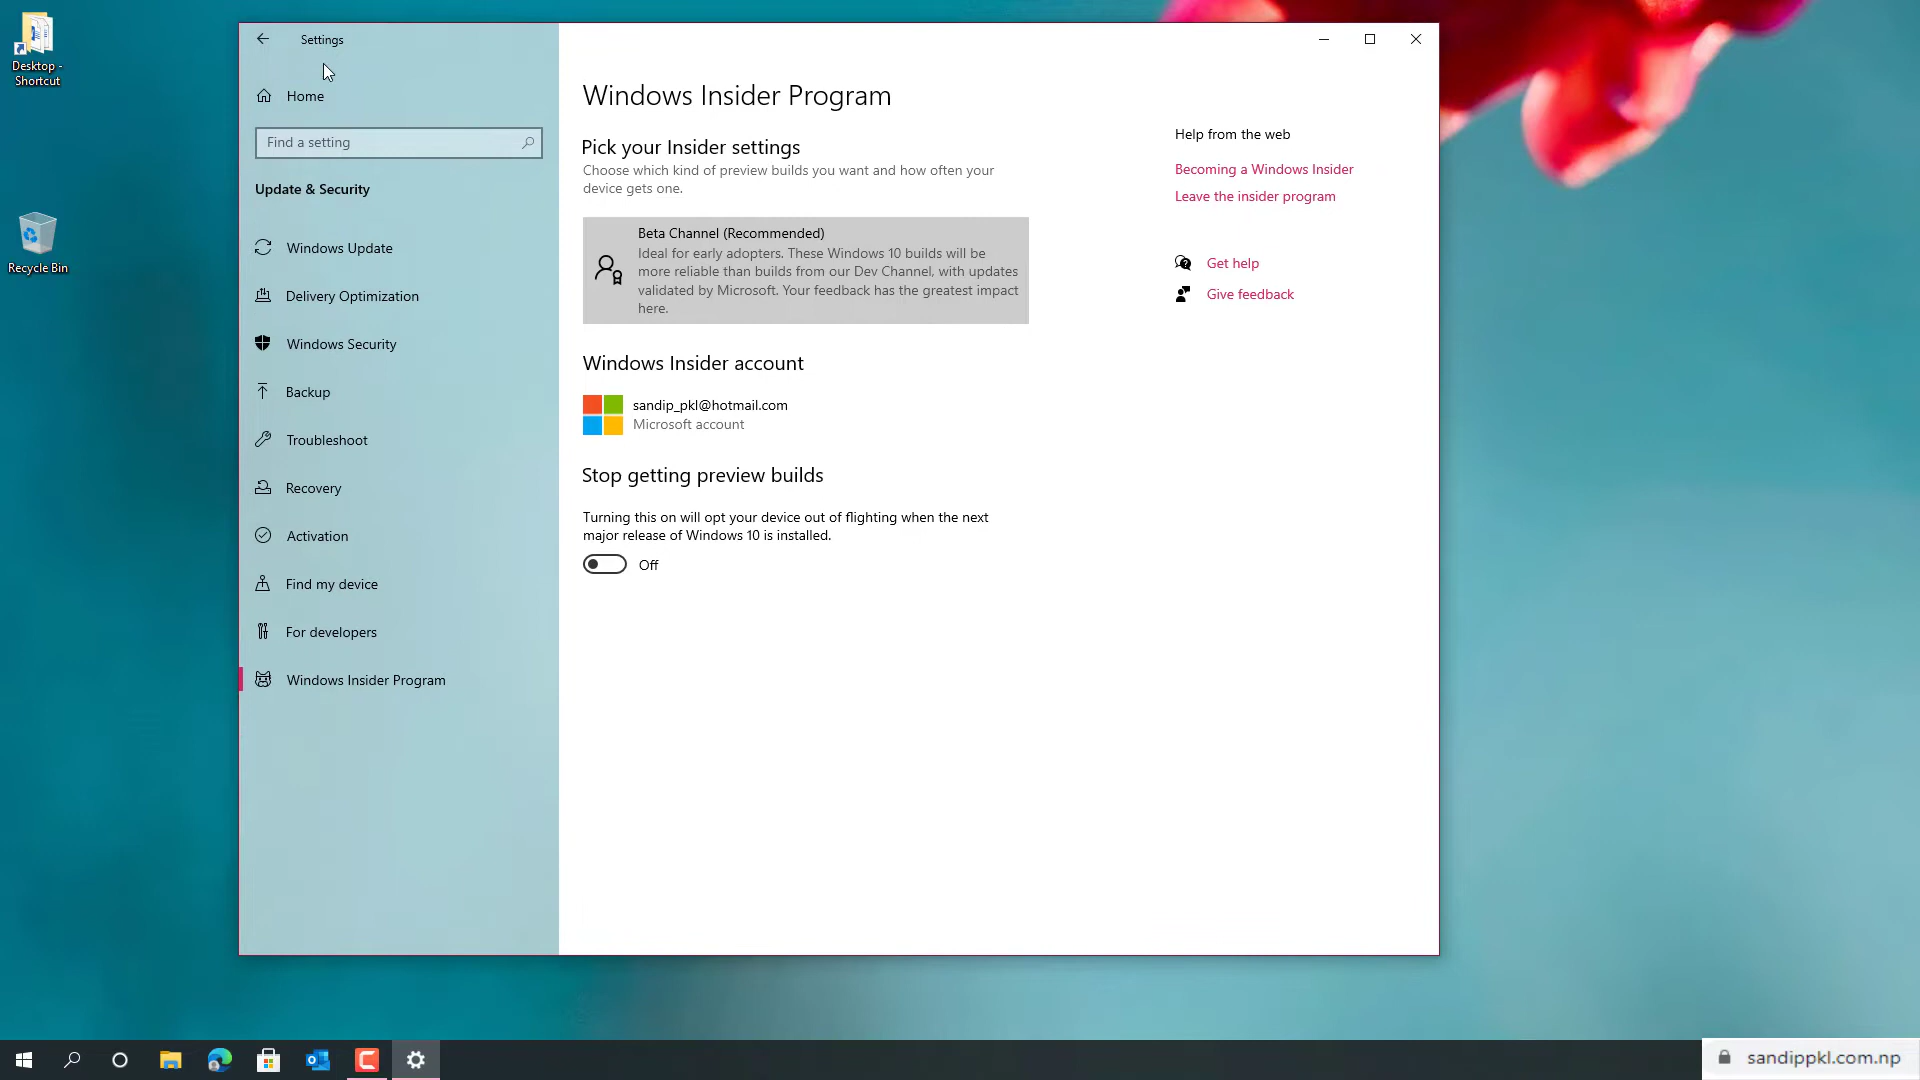 Desktop -
Shortcut
Recycle Bin
Settings
Home
Find a setting
Update & Security
Windows Update
Delivery Optimization
Windows Security
Backup
Troubleshoot
Recovery
Activation
Find my device
For developers
Windows Insider Program
Windows Insider Program
Pick your Insider settings
Choose which kind of preview builds you want and how often your
device gets one.
Beta Channel (Recommended)
Ideal for early adopters. These Windows 10 builds will be
more reliable than builds from our Dev Channel, with updates
validated by Microsoft. Your feedback has the greatest impact
here.
Windows Insider account
sandip_pkl@hotmail.com
Microsoft account
Stop getting preview builds
Turning this on will opt your device out of flighting when the next
major release of Windows 10 is installed.
Off
Help from the web
Becoming a Windows Insider
Leave the insider program
Get help
Give feedback
sandippkl.com.np